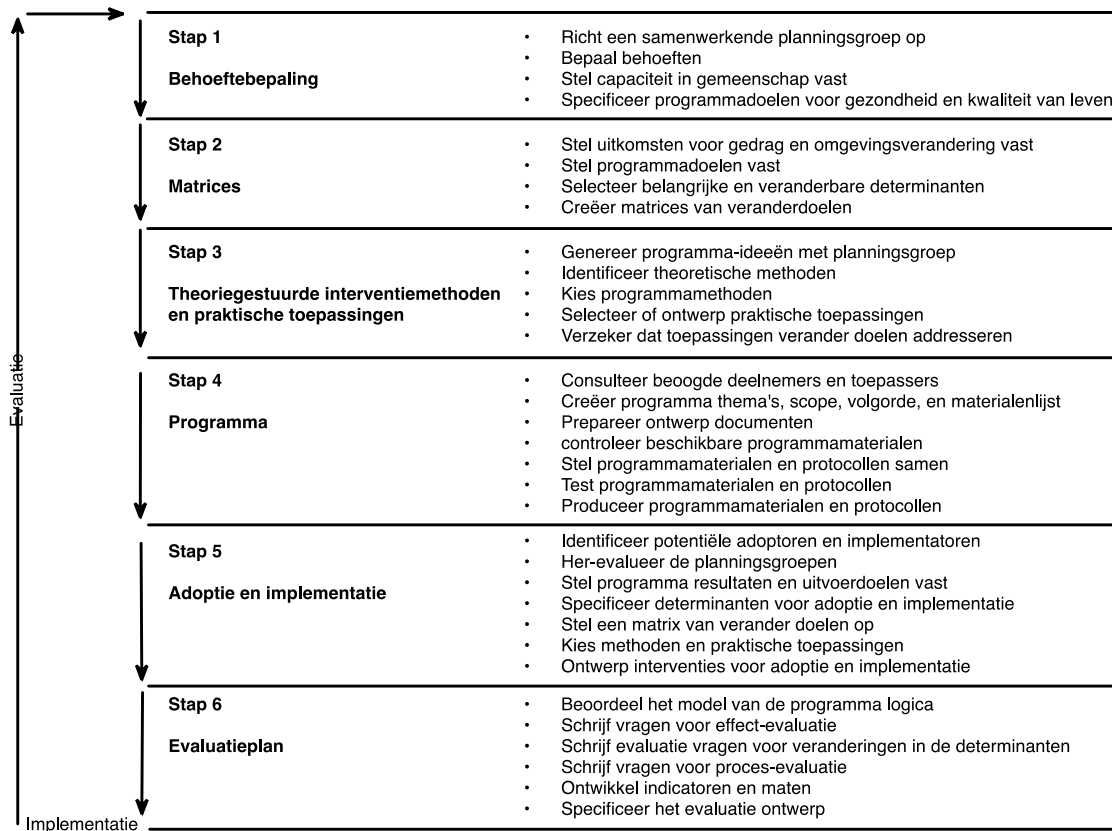 Stap 1
Behoeftebepaling
• Richt een samenwerkende planningsgroep op
• Bepaal behoeften
• Stel capaciteit in gemeenschap vast
• Specificeer programmadoelen voor gezondheid en kwaliteit van leven
Stap 2
Matrices
• Stel uitkomsten voor gedrag en omgevingsverandering vast
• Stel programmadoelen vast
• Selecteer belangrijke en veranderbare determinanten
• Creëer matrices van veranderdoelen
Stap 3
Theoriegestuurde interventiemethoden
en praktische toepassingen
• Genereer programma-ideeën met planningsgroep
• Identificeer theoretische methoden
• Kies programmamethoden
• Selecteer of ontwerp praktische toepassingen
• Verzeker dat toepassingen verander doelen addresseren
Stap 4
Programma
• Consulteer beoogde deelnemers en toepassers
• Creëer programma thema's, scope, volgorde, en materialenlijst
• Prepareer ontwerp documenten
• controleer beschikbare programmamaterialen
• Stel programmamaterialen en protocollen samen
• Test programmamaterialen en protocollen
• Produceer programmamaterialen en protocollen
Stap 5
Adoptie en implementatie
• Identificeer potentiële adoptoren en implementatoren
• Her-evalueer de planningsgroepen
• Stel programma resultaten en uitvoerdoelen vast
• Specificeer determinanten voor adoptie en implementatie
• Stel een matrix van verander doelen op
• Kies methoden en praktische toepassingen
• Ontwerp interventies voor adoptie en implementatie
Stap 6
Evaluatieplan
• Beoordeel het model van de programma logica
• Schrijf vragen voor effect-evaluatie
• Schrijf evaluatie vragen voor veranderingen in de determinanten
• Schrijf vragen voor proces-evaluatie
• Ontwikkel indicatoren en maten
• Specificeer het evaluatie ontwerp
Implementatie
Evaluatie